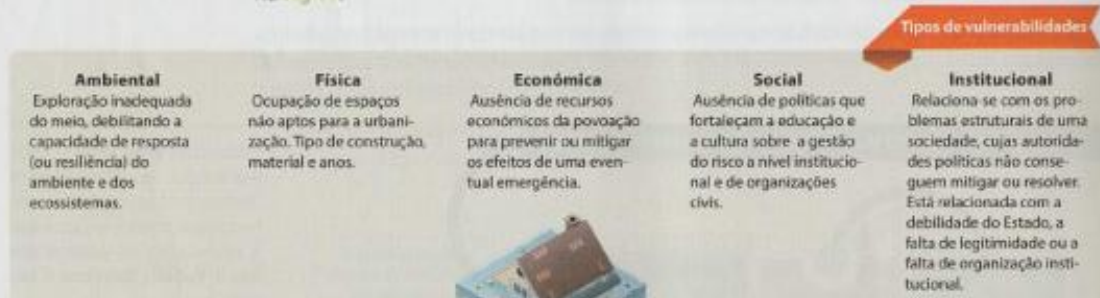 Tipos de vulnerabilidades
Ambiental
Exploração inadequada
do meio, debilitando a
capacidade de resposta
(ou resiliência) do
ambiente e dos
ecossistemas.
Física
Ocupação de espaços
não aptos para a urbani-
zação. Tipo de construção,
material e anos.
Económica
Ausência de recursos
económicos da povoação
para prevenir ou mitigar
os efeitos de uma even-
tual emergência.
Social
Ausência de políticas que
fortaleçam a educação e
a cultura sobre a gestão
do risco a nível institucio-
nal e de organizações
civis.
Institucional
Relaciona-se com os pro-
blemas estruturais de uma
sociedade, cujas autorida-
des políticas não conse-
guem mitigar ou resolver.
Está relacionada com a
debilidade do Estado, a
falta de legitimidade ou a
falta de organização insti-
tucional.